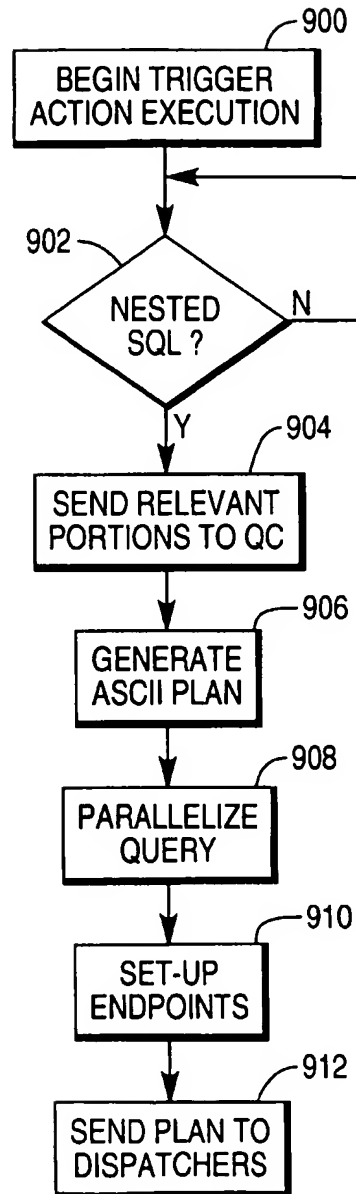 900
BEGIN TRIGGER
ACTION EXECUTION
902
NESTED
SQL ?
N
Y
904
SEND RELEVANT
PORTIONS TO QC
906
GENERATE
ASCII PLAN
908
PARALLELIZE
QUERY
910
SET-UP
ENDPOINTS
912
SEND PLAN TO
DISPATCHERS